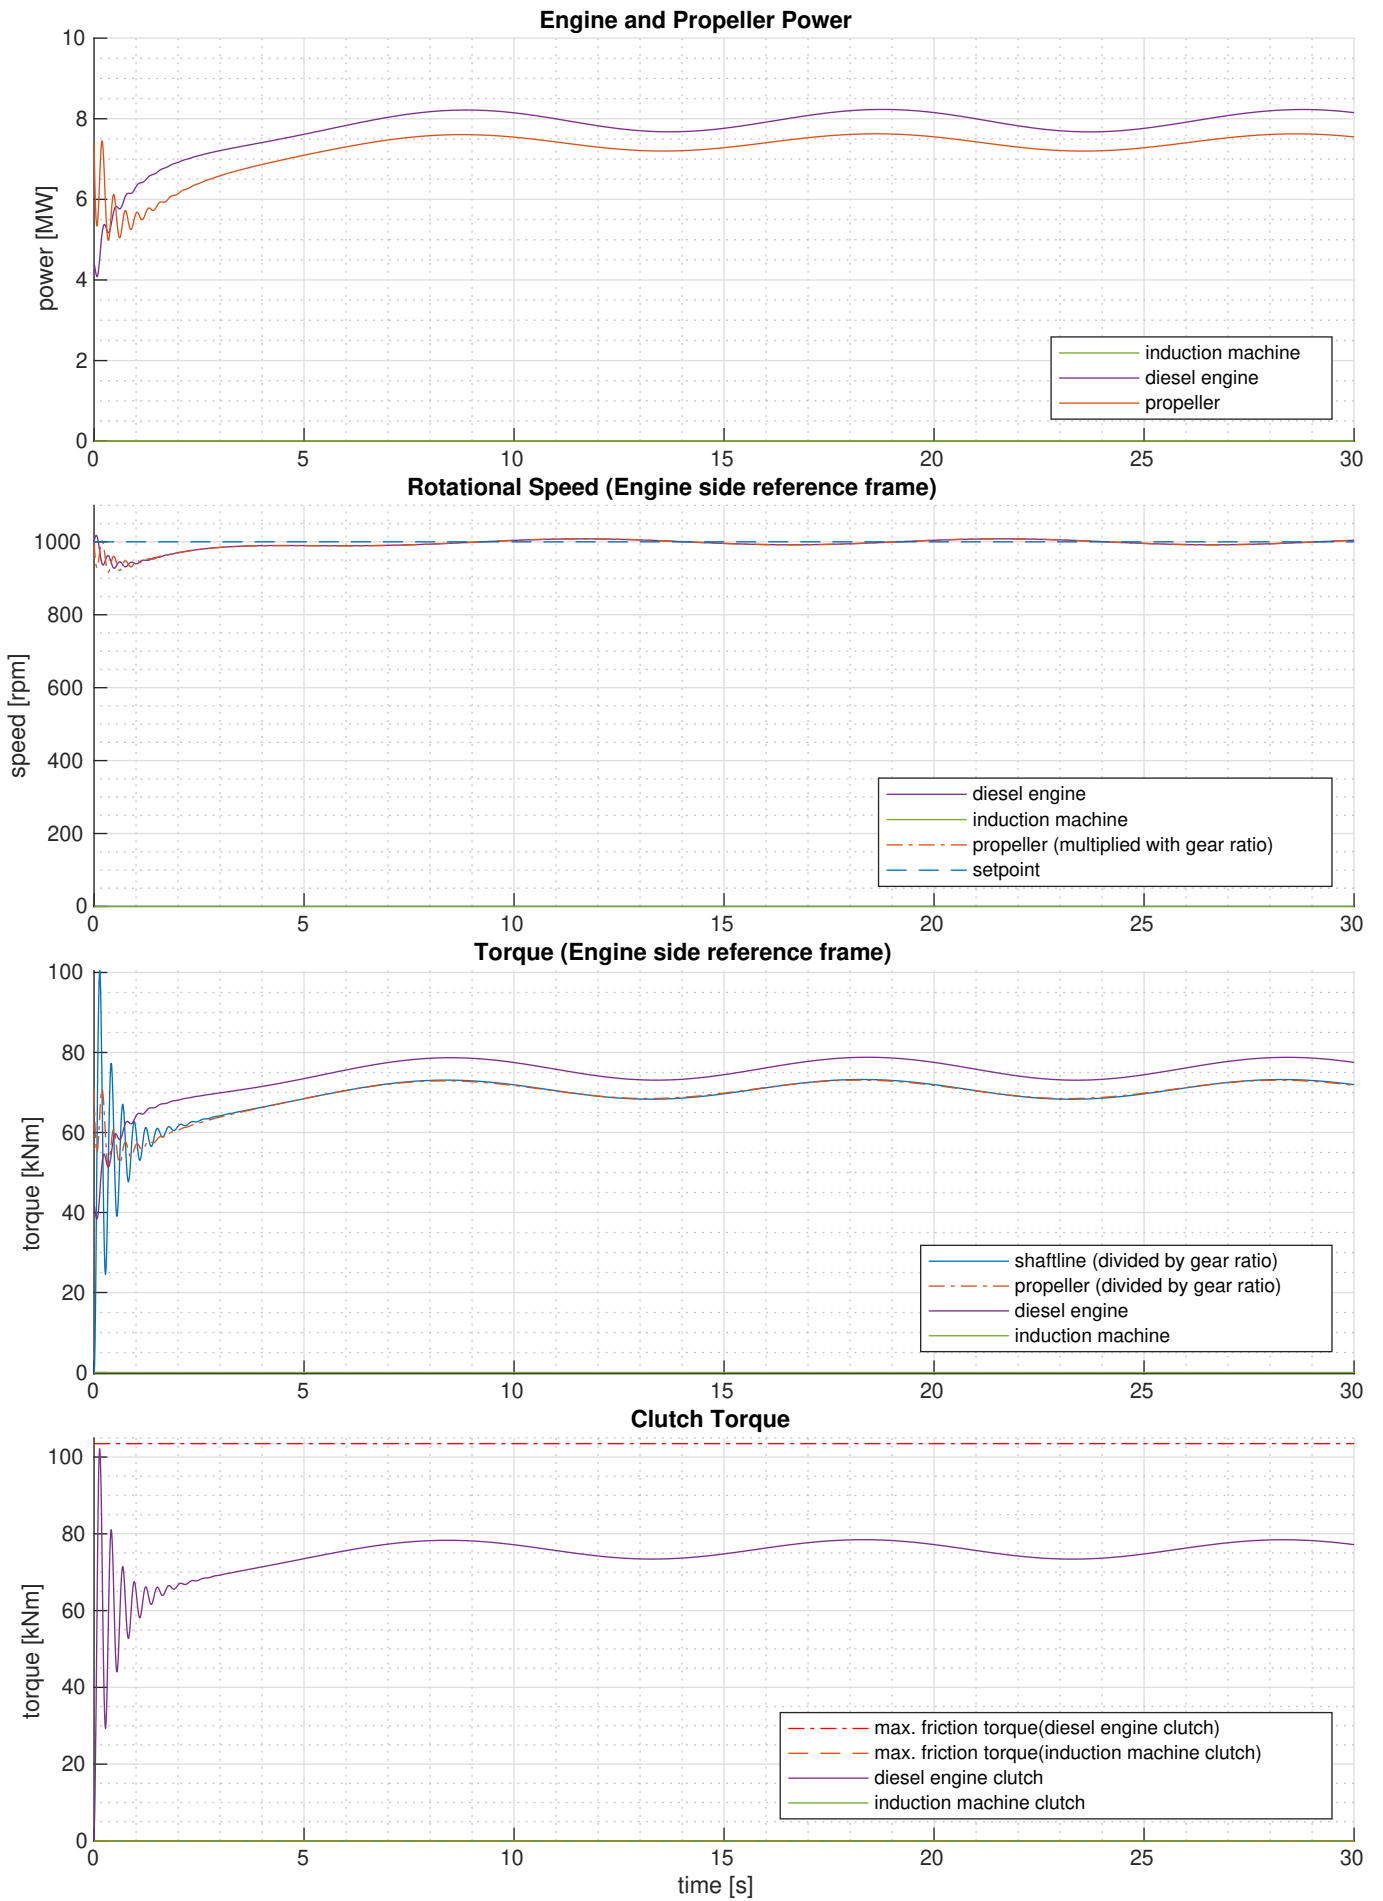 Engine and Propeller Power
10
8
6
4
2
0
power [MW]
induction machine
diesel engine
propeller
0 5 10 15 20 25 30
Rotational Speed (Engine side reference frame)
1000
800
600
400
200
0
speed [rpm]
diesel engine
induction machine
propeller (multiplied with gear ratio)
setpoint
0 5 10 15 20 25 30
Torque (Engine side reference frame)
100
80
60
40
20
0
torque [kNm]
shaftline (divided by gear ratio)
propeller (divided by gear ratio)
diesel engine
induction machine
0 5 10 15 20 25 30
Clutch Torque
100
80
60
40
20
0
torque [kNm]
max. friction torque(diesel engine clutch)
max. friction torque(induction machine clutch)
diesel engine clutch
induction machine clutch
0 5 10 15 20 25 30
time [s]